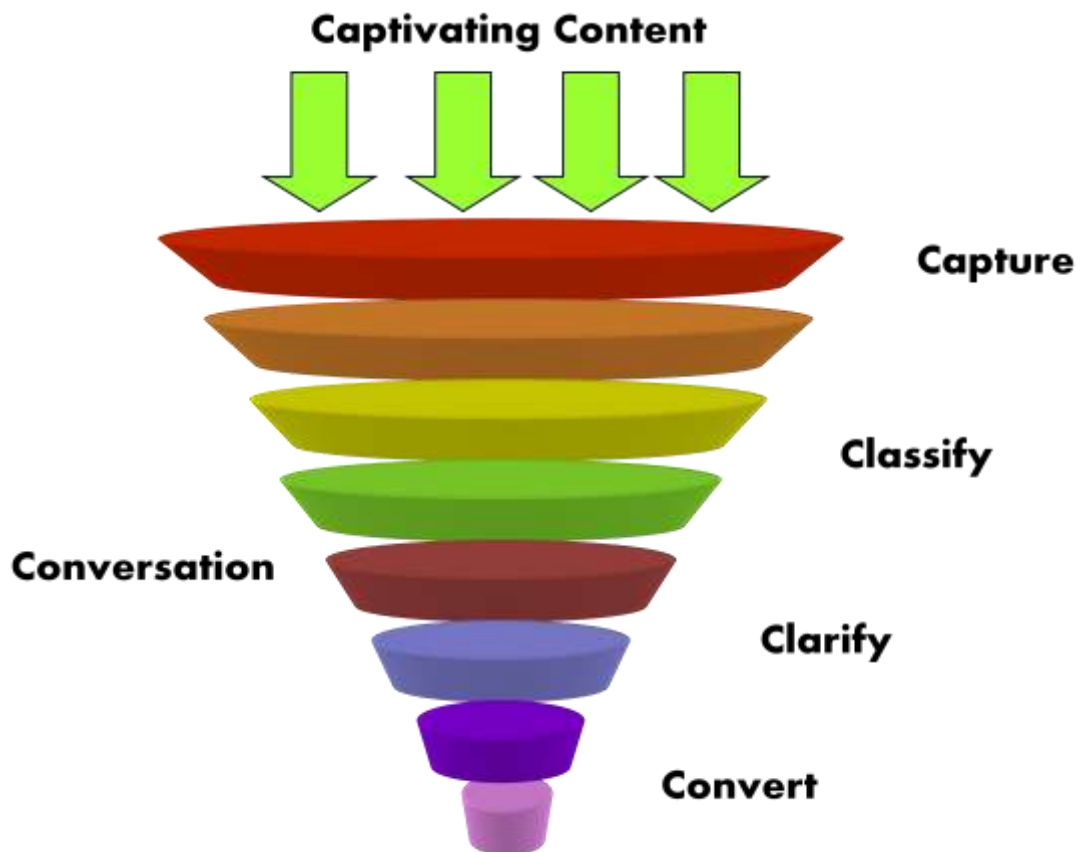 Captivating Content
Capture
Classify
Conversation
Clarify
Convert